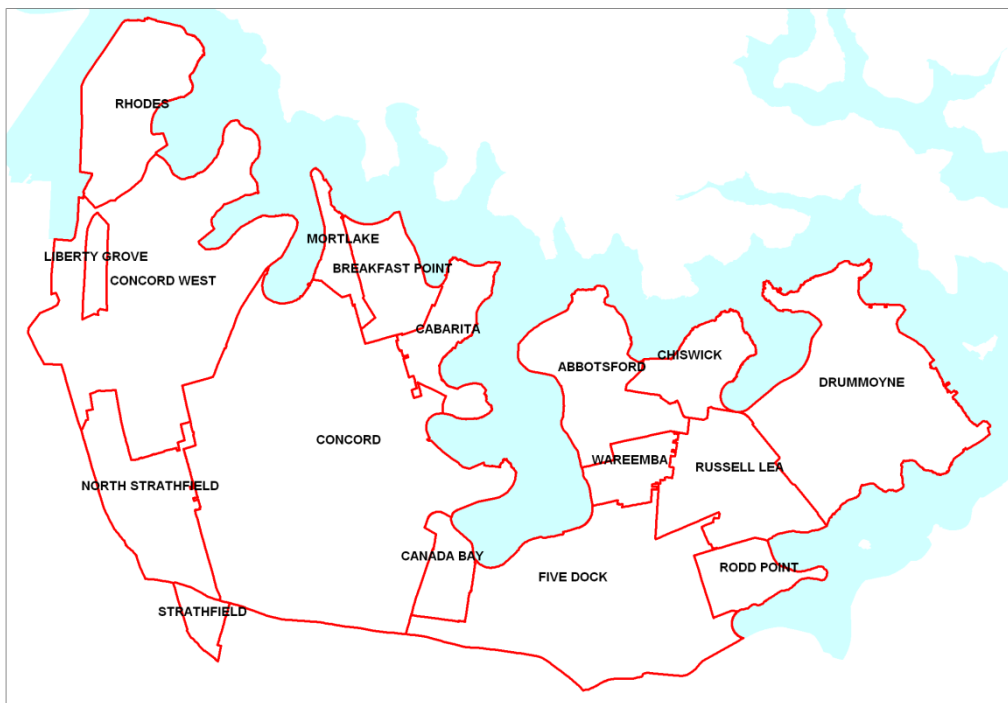 RHODES
MORTLAKE
LIBERTY GROVE
BREAKFAST POINT
CONCORD WEST
CABARITA
CHISWICK
ABBOTSFORD
DRUMMOYNE
CONCORD
WAREEMBA
RUSSELL LEA
NORTH STRATHFIELD
CANADA BAY
RODD POINT
FIVE DOCK
STRATHFIELD